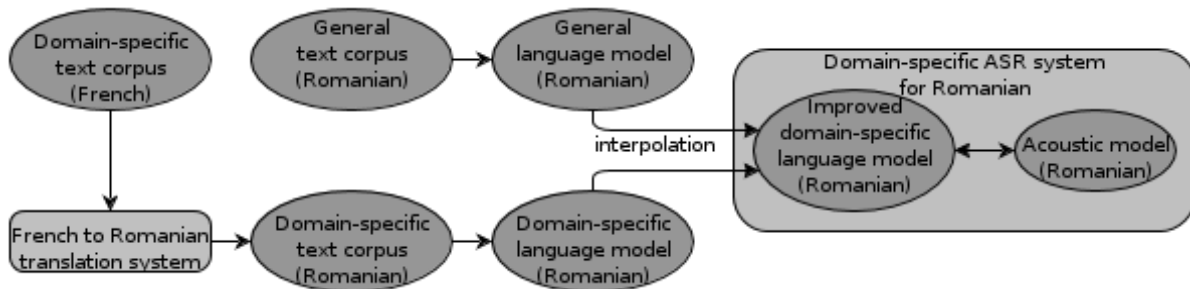 Domain-specific
text corpus
(French)
General
text corpus
(Romanian)
General
language model
(Romanian)
Domain-specific ASR system
for Romanian
Improved
domain-specific
language model
(Romanian)
Acoustic model
(Romanian)
interpolation
French to Romanian
translation system
Domain-specific
text corpus
(Romanian)
Domain-specific
language model
(Romanian)